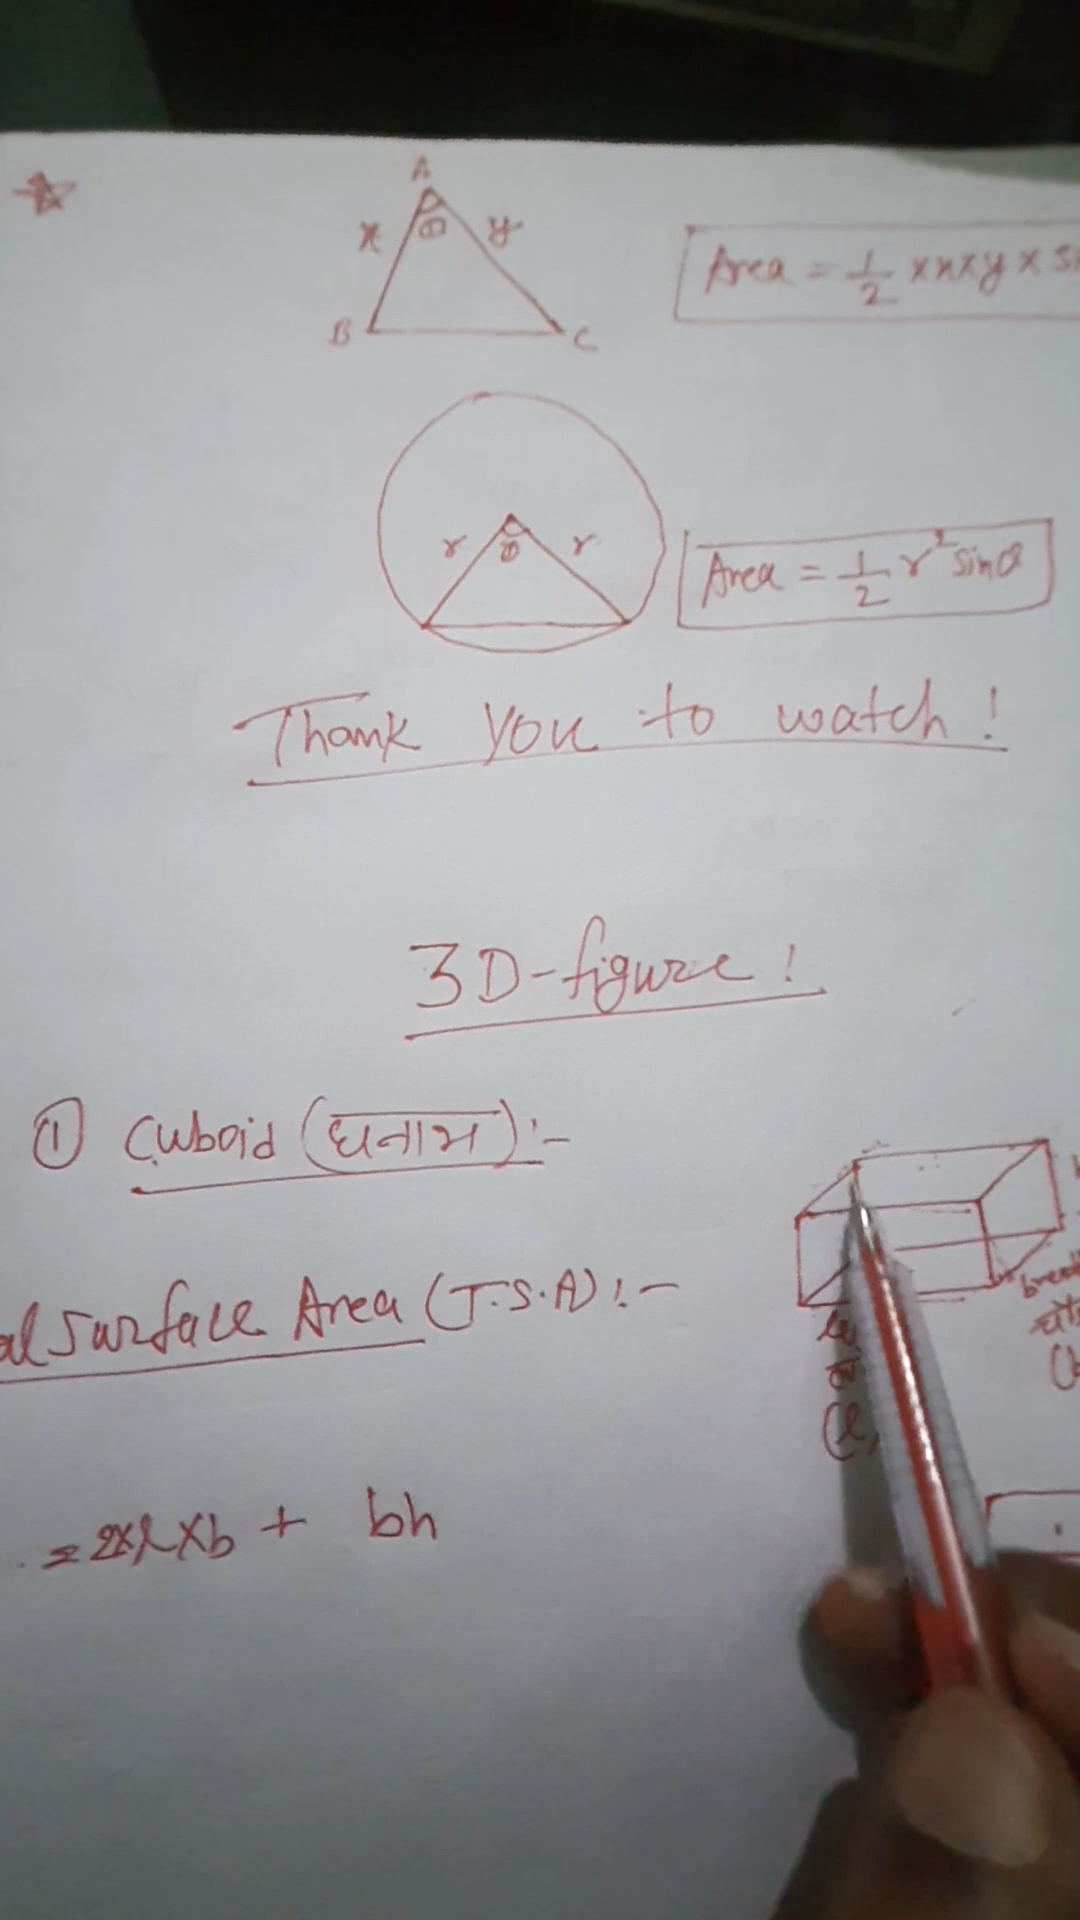 A
x θ y
B C
Area = 1/2 × x × y ×
r θ r
Area = 1/2 r² sinθ
Thank you to watch!
3D-figure!
① Cuboid (घनाभ):-
Surface Area (T.S.A):-
= 2×l×b + bh